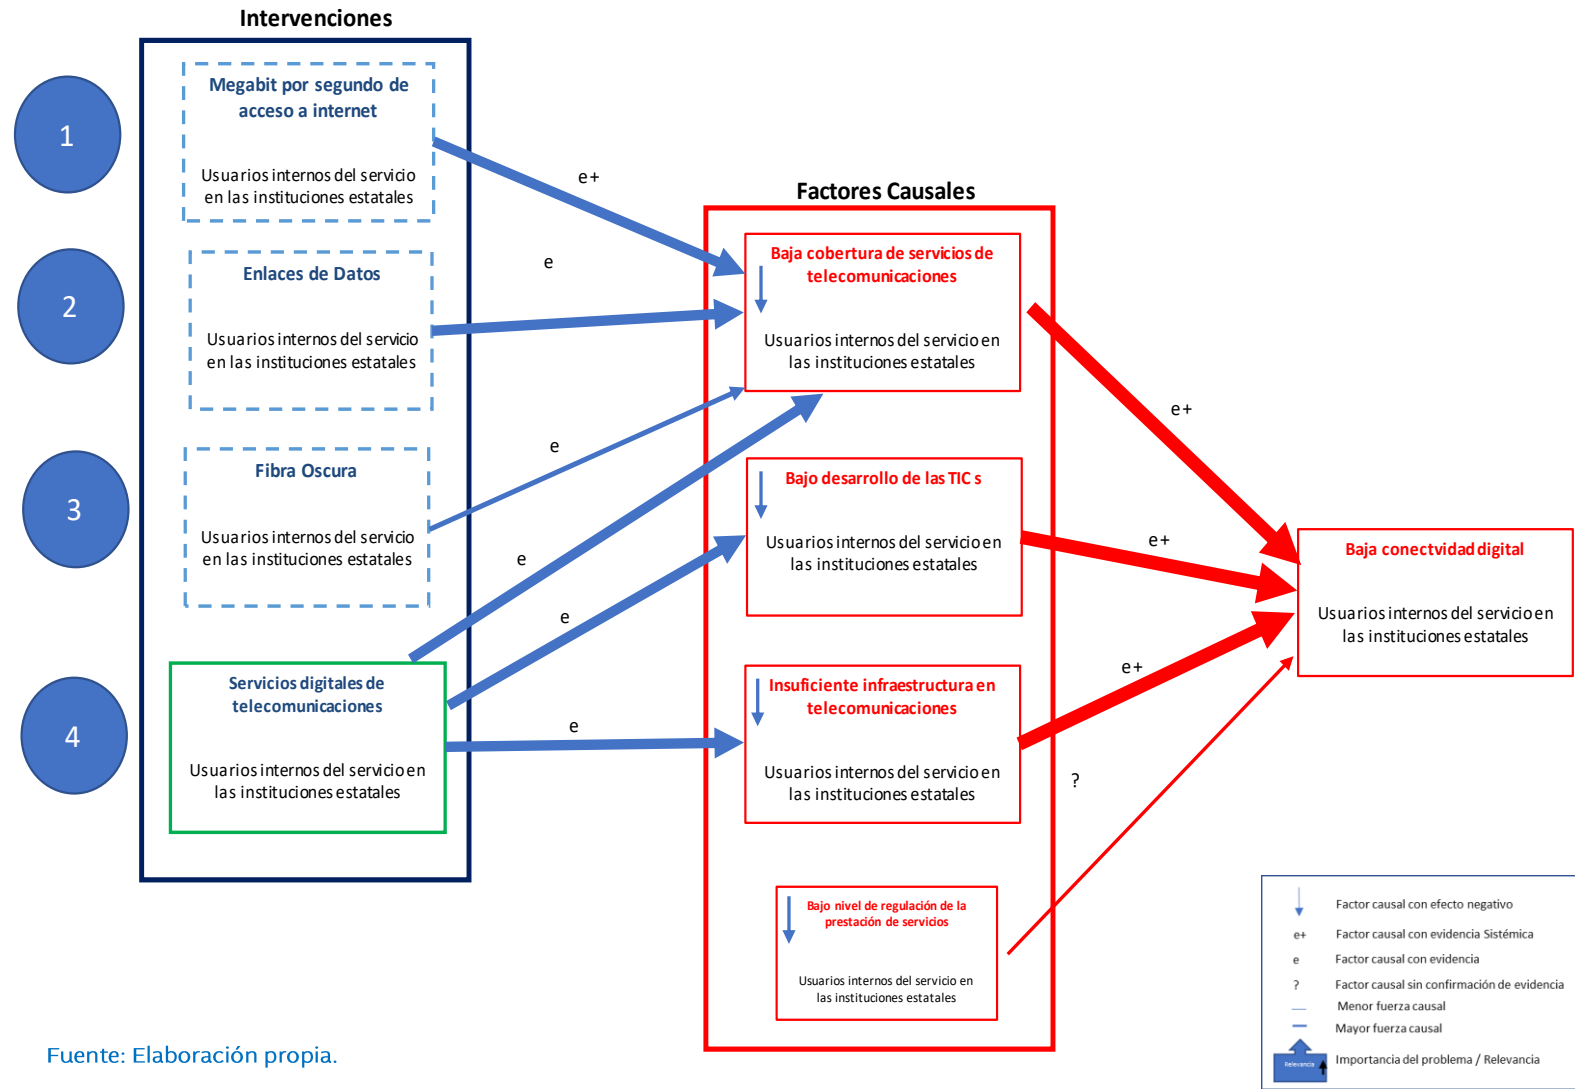 Intervenciones
1
Megabit por segundo de
acceso a internet
Usuarios internos del servicio
en las instituciones estatales
2
Enlaces de Datos
Usuarios internos del servicio
en las instituciones estatales
3
Fibra Oscura
Usuarios internos del servicio
en las instituciones estatales
4
Servicios digitales de
telecomunicaciones
Usuarios internos del servicio en
las instituciones estatales
e+
e
e
e
e
e
Factores Causales
Baja cobertura de servicios de
telecomunicaciones
Usuarios internos del servicio en
las instituciones estatales
Bajo desarrollo de las TIC s
Usuarios internos del servicio en
las instituciones estatales
Insuficiente infraestructura en
telecomunicaciones
Usuarios internos del servicio en
las instituciones estatales
Bajo nivel de regulación de la
prestación de servicios
Usuarios internos del servicio en
las instituciones estatales
e+
e+
e+
?
Baja conectvidad digital
Usuarios internos del servicio en
las instituciones estatales
Factor causal con efecto negativo
e+ Factor causal con evidencia Sistémica
e Factor causal con evidencia
? Factor causal sin confirmación de evidencia
Menor fuerza causal
Mayor fuerza causal
Relevancia Importancia del problema / Relevancia
Fuente: Elaboración propia.